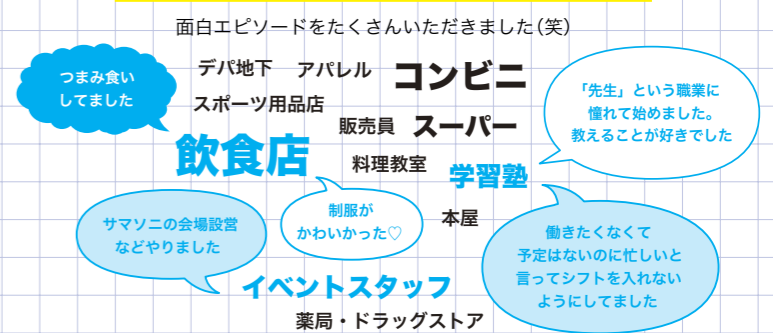 面白エピソードをたくさんいただきました（笑）
つまみ食い
してました
デパ地下
アパレル
コンビニ
スポーツ用品店
販売員
スーパー
「先生」という職業に
憧れて始めました。
教えることが好きでした
飲食店
料理教室
学習塾
サマソニの会場設営
などやりました
制服が
かわいかった♡
本屋
働きたくなくて
予定はないのに忙しいと
言ってシフトを入れない
ようにしてました
イベントスタッフ
薬局・ドラッグストア